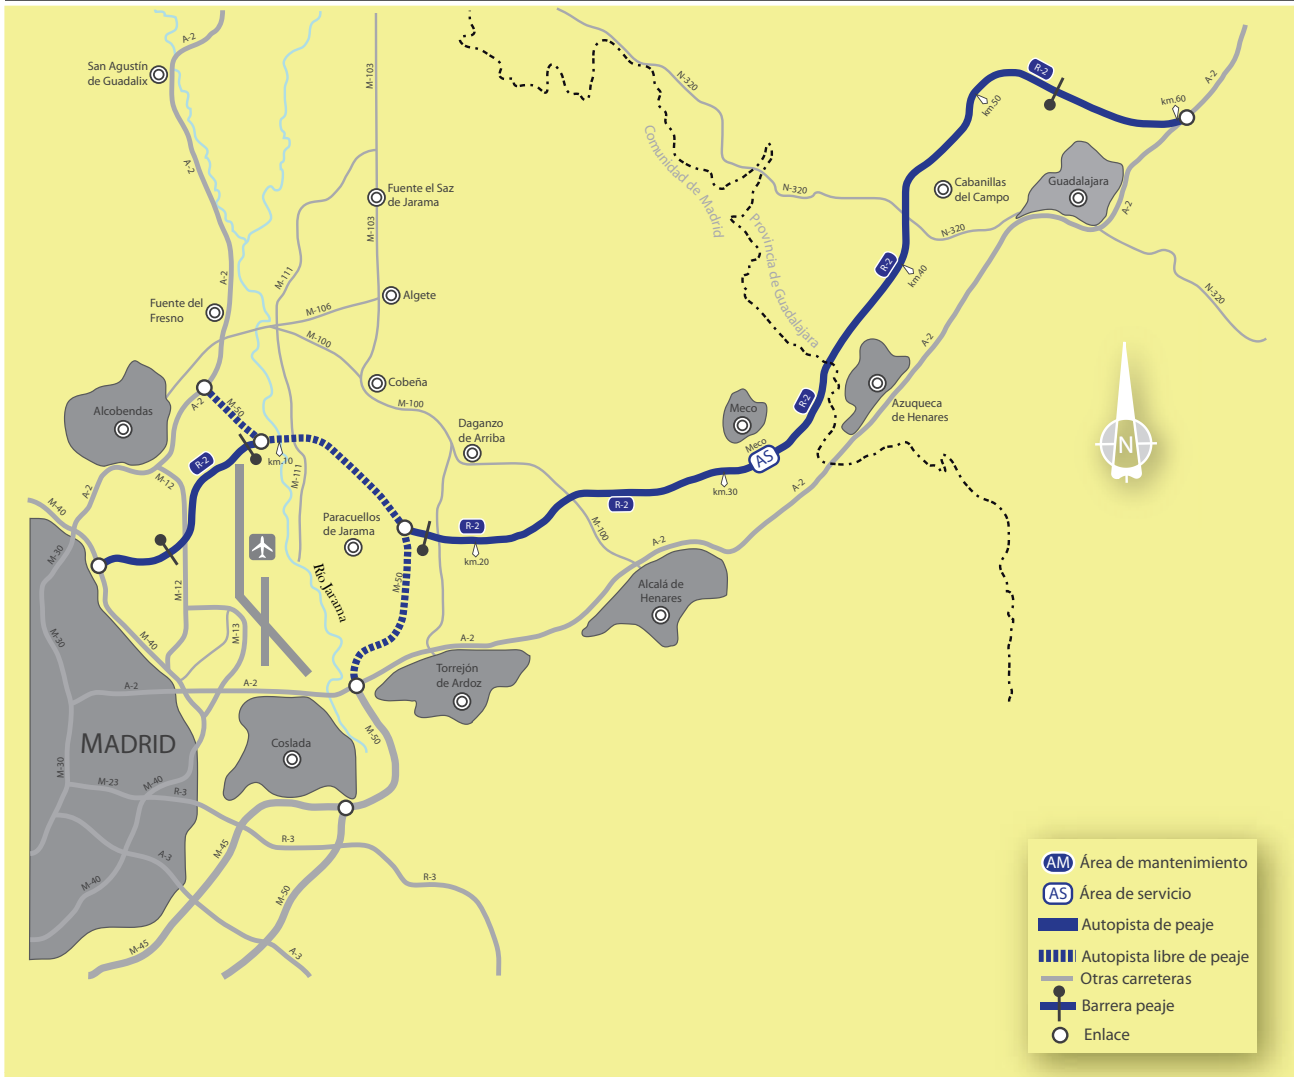 A-2
San Agustín
de Guadalix
M-103
N-320
R-2
A-2
km.50
km.60
Comunidad de Madrid
A-2
Fuente el Saz
de Jarama
N-320
Cabanillas
del Campo
Guadalajara
A-2
M-103
Provincia de Guadalajara
N-320
A-2
M-111
R-2
km.40
N-320
Fuente del
Fresno
Algete
M-106
M-100
A-2
Cobeña
A-2
M-50
M-100
Meco
R-2
Azuqueca
de Henares
Alcobendas
Daganzo
de Arriba
Meco
AS
N
R-2
km.10
M-12
M-111
A-2
A-2
km.30
M-40
Paracuellos
de Jarama
R-2
R-2
M-100
M-30
km.20
A-2
M-12
Río Jarama
M-50
Alcalá de
Henares
M-30
M-40
M-13
A-2
Torrejón
de Ardoz
A-2
A-2
MADRID
Coslada
M-50
M-30
M-23
M-40
R-3
M-45
R-3
A-3
R-3
M-40
M-50
M-45
A-3
AM Área de mantenimiento
AS Área de servicio
Autopista de peaje
Autopista libre de peaje
Otras carreteras
Barrera peaje
Enlace